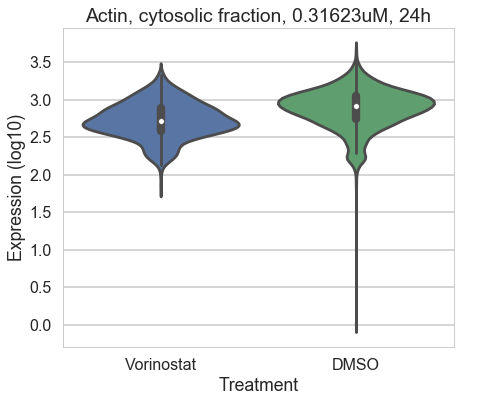 Actin, cytosolic fraction, 0.31623uM, 24h
Expression (log10)
3.5
3.0
2.5
2.0
1.5
1.0
0.5
0.0
Vorinostat
DMSO
Treatment